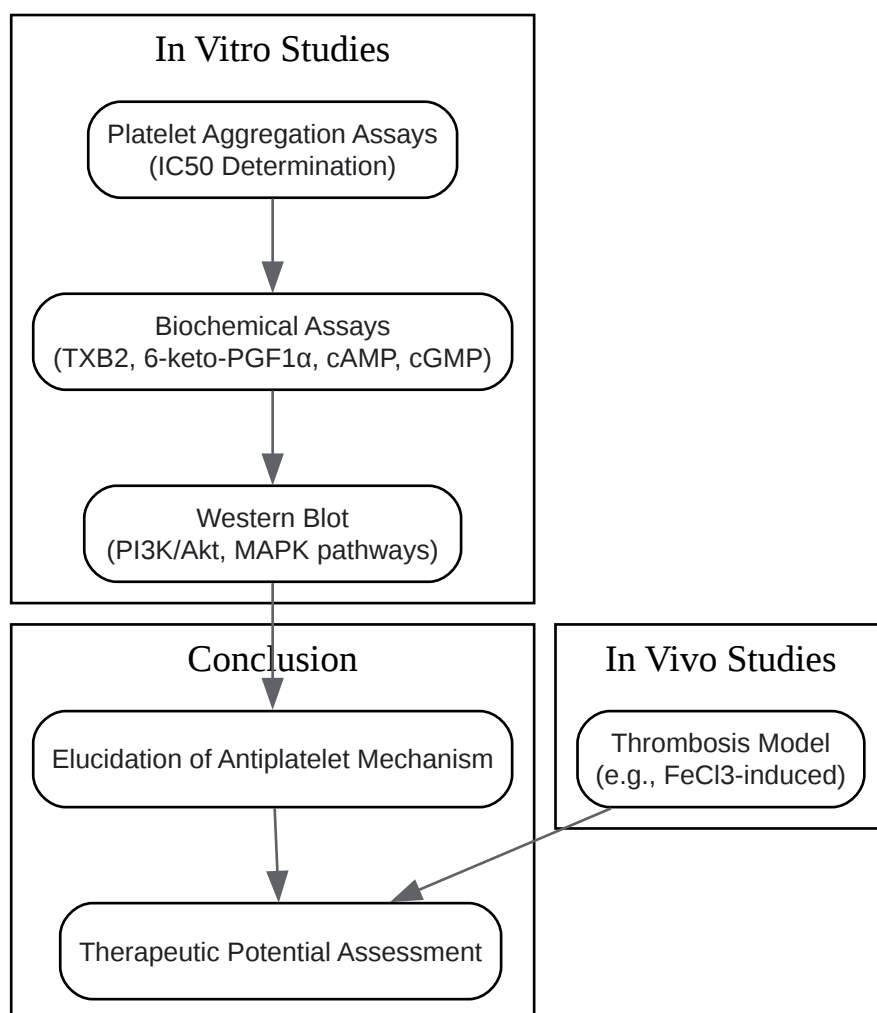 In Vitro Studies
Platelet Aggregation Assays
(IC50 Determination)
Biochemical Assays
(TXB2, 6-keto-PGF1α, cAMP, cGMP)
Western Blot
(PI3K/Akt, MAPK pathways)
Conclusion
Elucidation of Antiplatelet Mechanism
Therapeutic Potential Assessment
In Vivo Studies
Thrombosis Model
(e.g., FeCl3-induced)